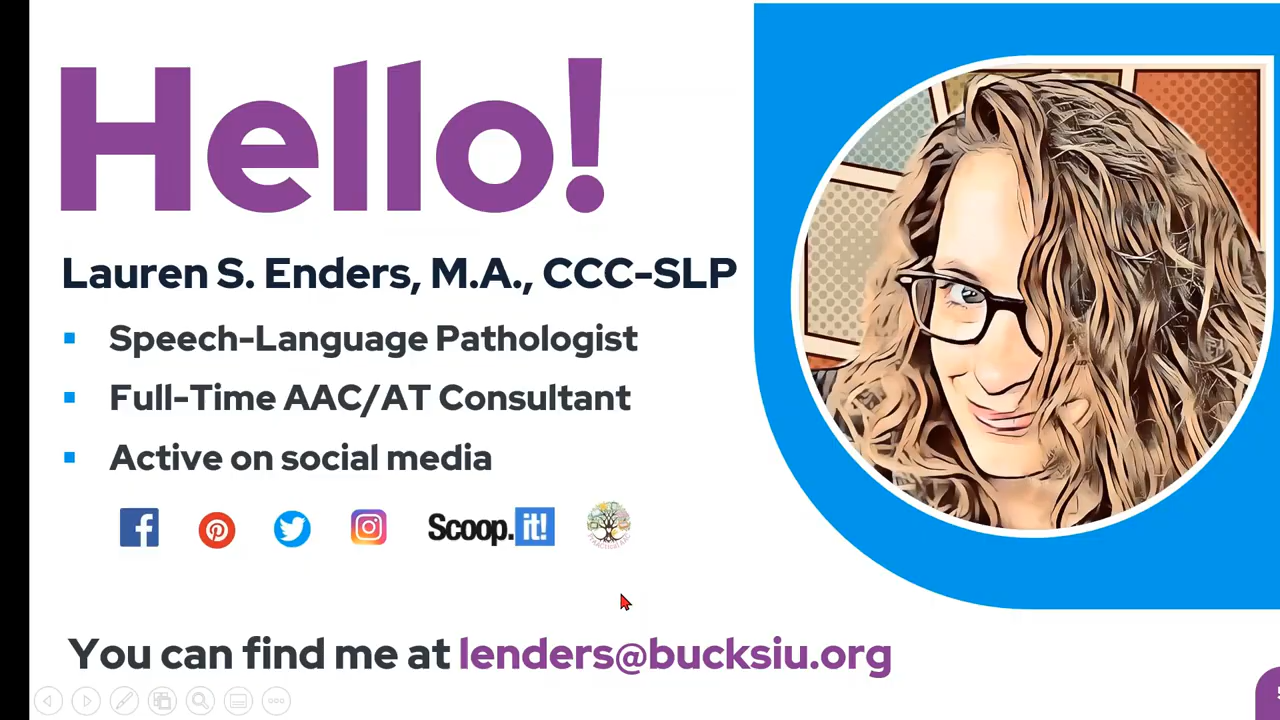 Hello!
Lauren S. Enders, M.A., CCC-SLP
Speech-Language Pathologist
Full-Time AAC/AT Consultant
Active on social media
Scoop.it!
You can find me at lenders@bucksiu.org